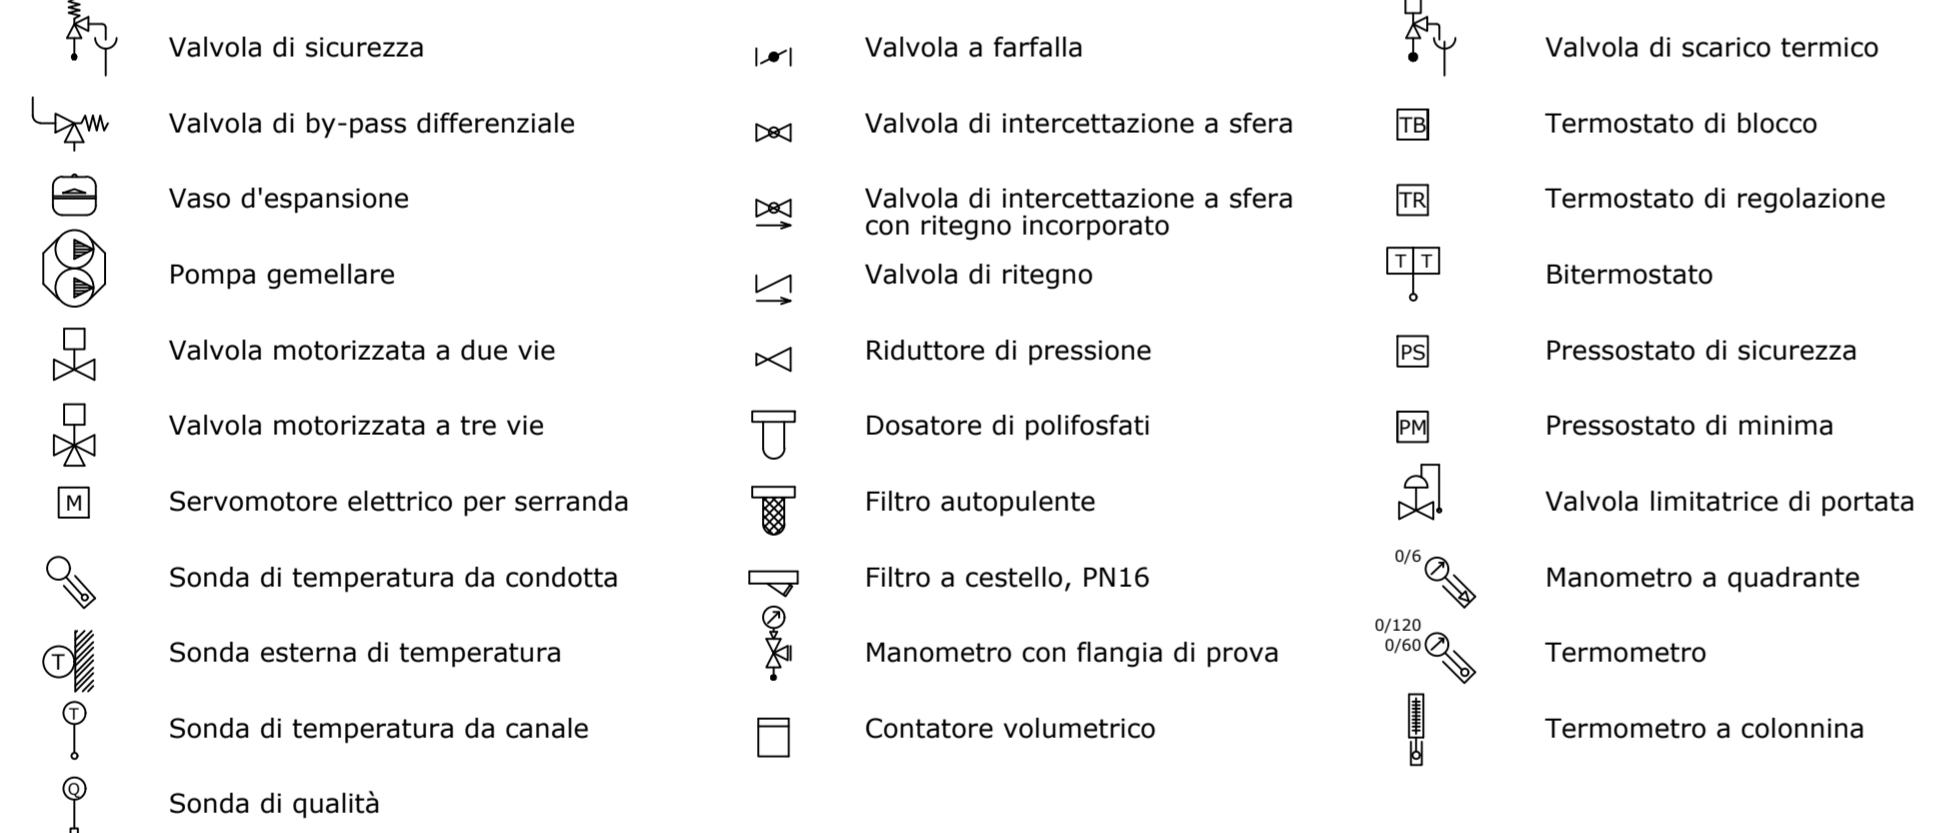 Valvola di sicurezza
Valvola di by-pass differenziale
Vaso d'espansione
Pompa gemellare
Valvola motorizzata a due vie
Valvola motorizzata a tre vie
M
Servomotore elettrico per serranda
Sonda di temperatura da condotta
T
Sonda esterna di temperatura
T
Sonda di temperatura da canale
Q
Sonda di qualità
Valvola a farfalla
Valvola di intercettazione a sfera
Valvola di intercettazione a sfera
con ritegno incorporato
Valvola di ritegno
Riduttore di pressione
Dosatore di polifosfati
Filtro autopulente
Filtro a cestello, PN16
Manometro con flangia di prova
Contatore volumetrico
Valvola di scarico termico
TB
Termostato di blocco
TR
Termostato di regolazione
T T
Bitermostato
PS
Pressostato di sicurezza
PM
Pressostato di minima
Valvola limitatrice di portata
0/6
Manometro a quadrante
0/120
0/60
Termometro
Termometro a colonnina